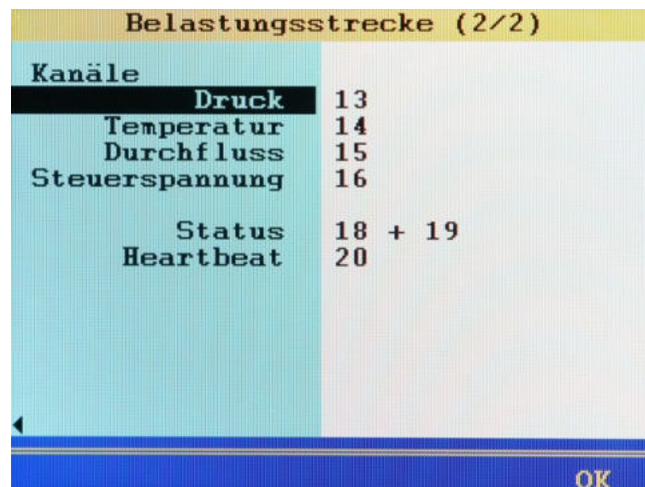 Belastungsstrecke (2/2)
Kanäle
Druck 13
Temperatur 14
Durchfluss 15
Steuerspannung 16
Status 18 + 19
Heartbeat 20
OK